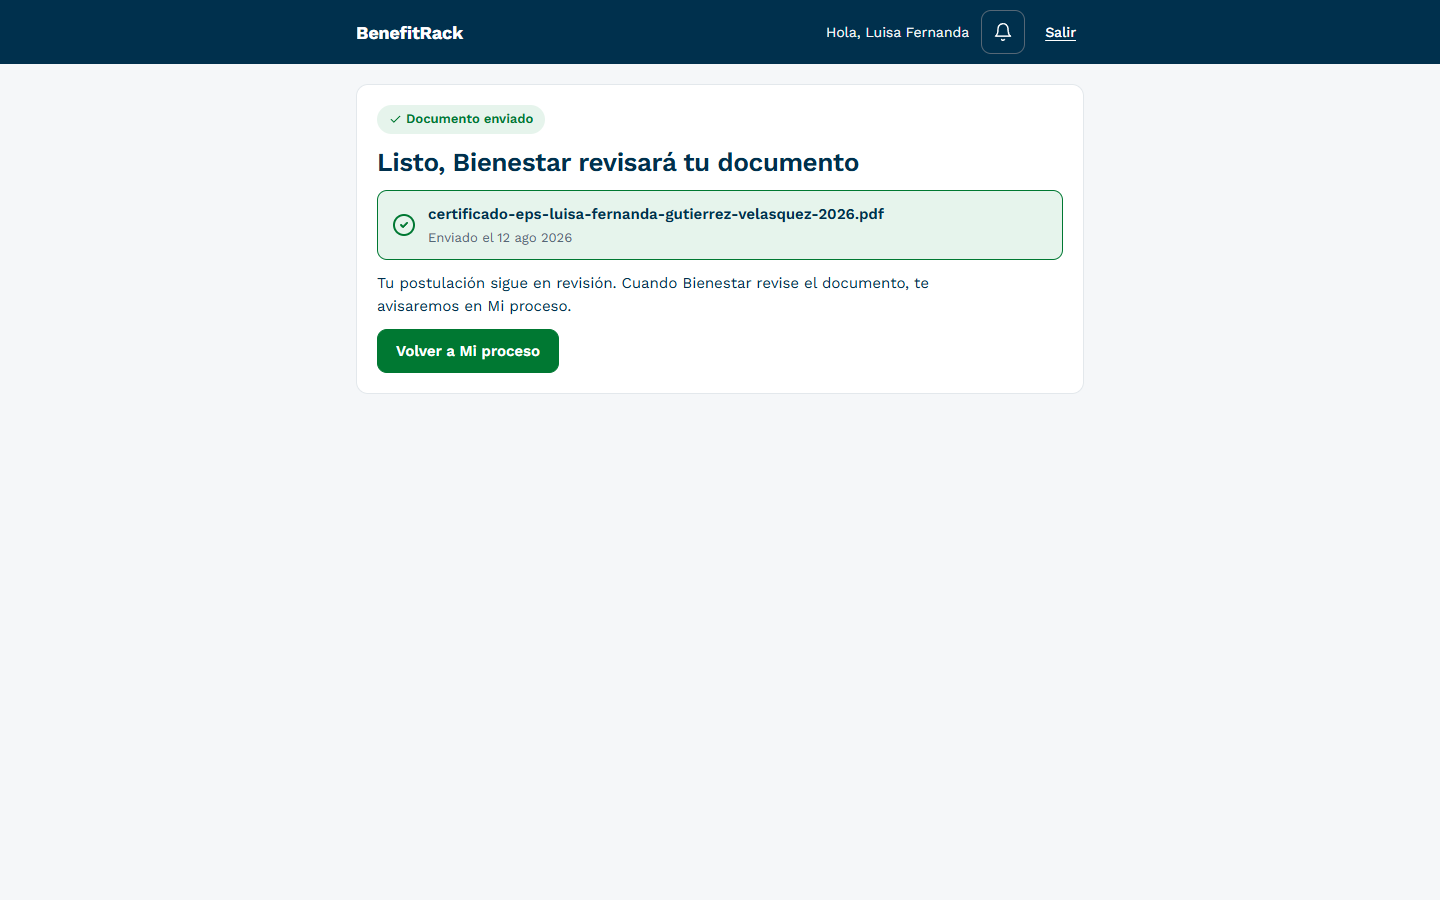 BenefitRack
Hola, Luisa Fernanda
Salir
Documento enviado
Listo, Bienestar revisará tu documento
certificado-eps-luisa-fernanda-gutierrez-velasquez-2026.pdf
Enviado el 12 ago 2026
Tu postulación sigue en revisión. Cuando Bienestar revise el documento, te
avisaremos en Mi proceso.
Volver a Mi proceso